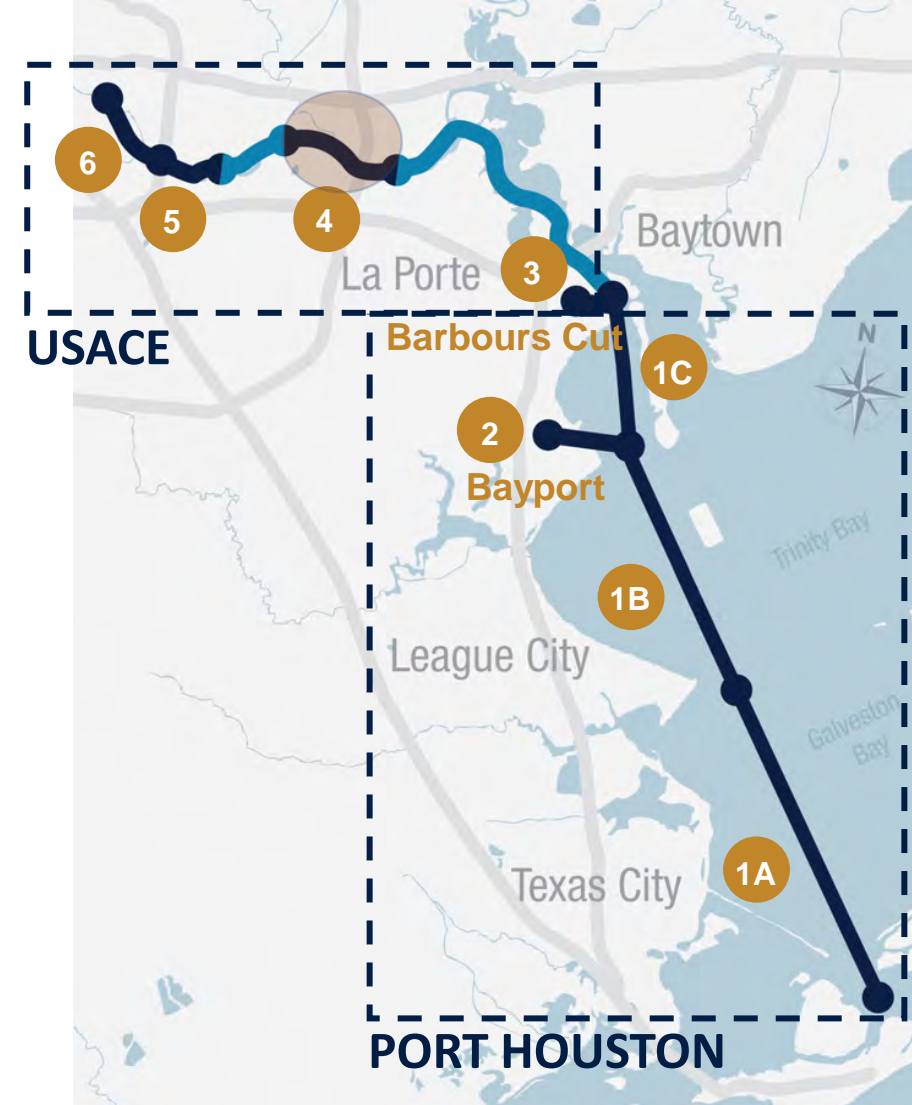 6
5
4
3
Baytown
La Porte
USACE
Barbours Cut
N
1C
2
Bayport
Trinity Bay
1B
League City
Galveston
Bay
1A
Texas City
PORT HOUSTON